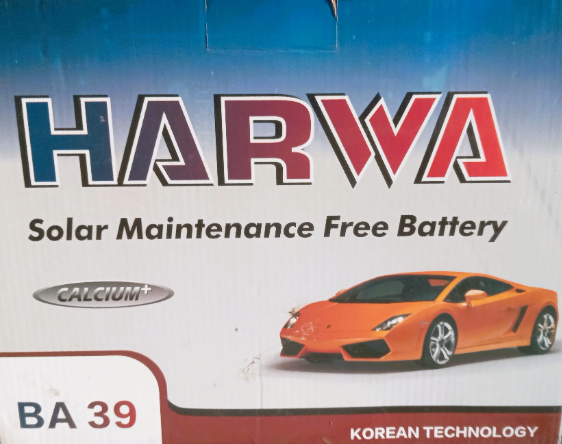 HARWA
Solar Maintenance Free Battery
CALCIUM+
BA 39
KOREAN TECHNOLOGY